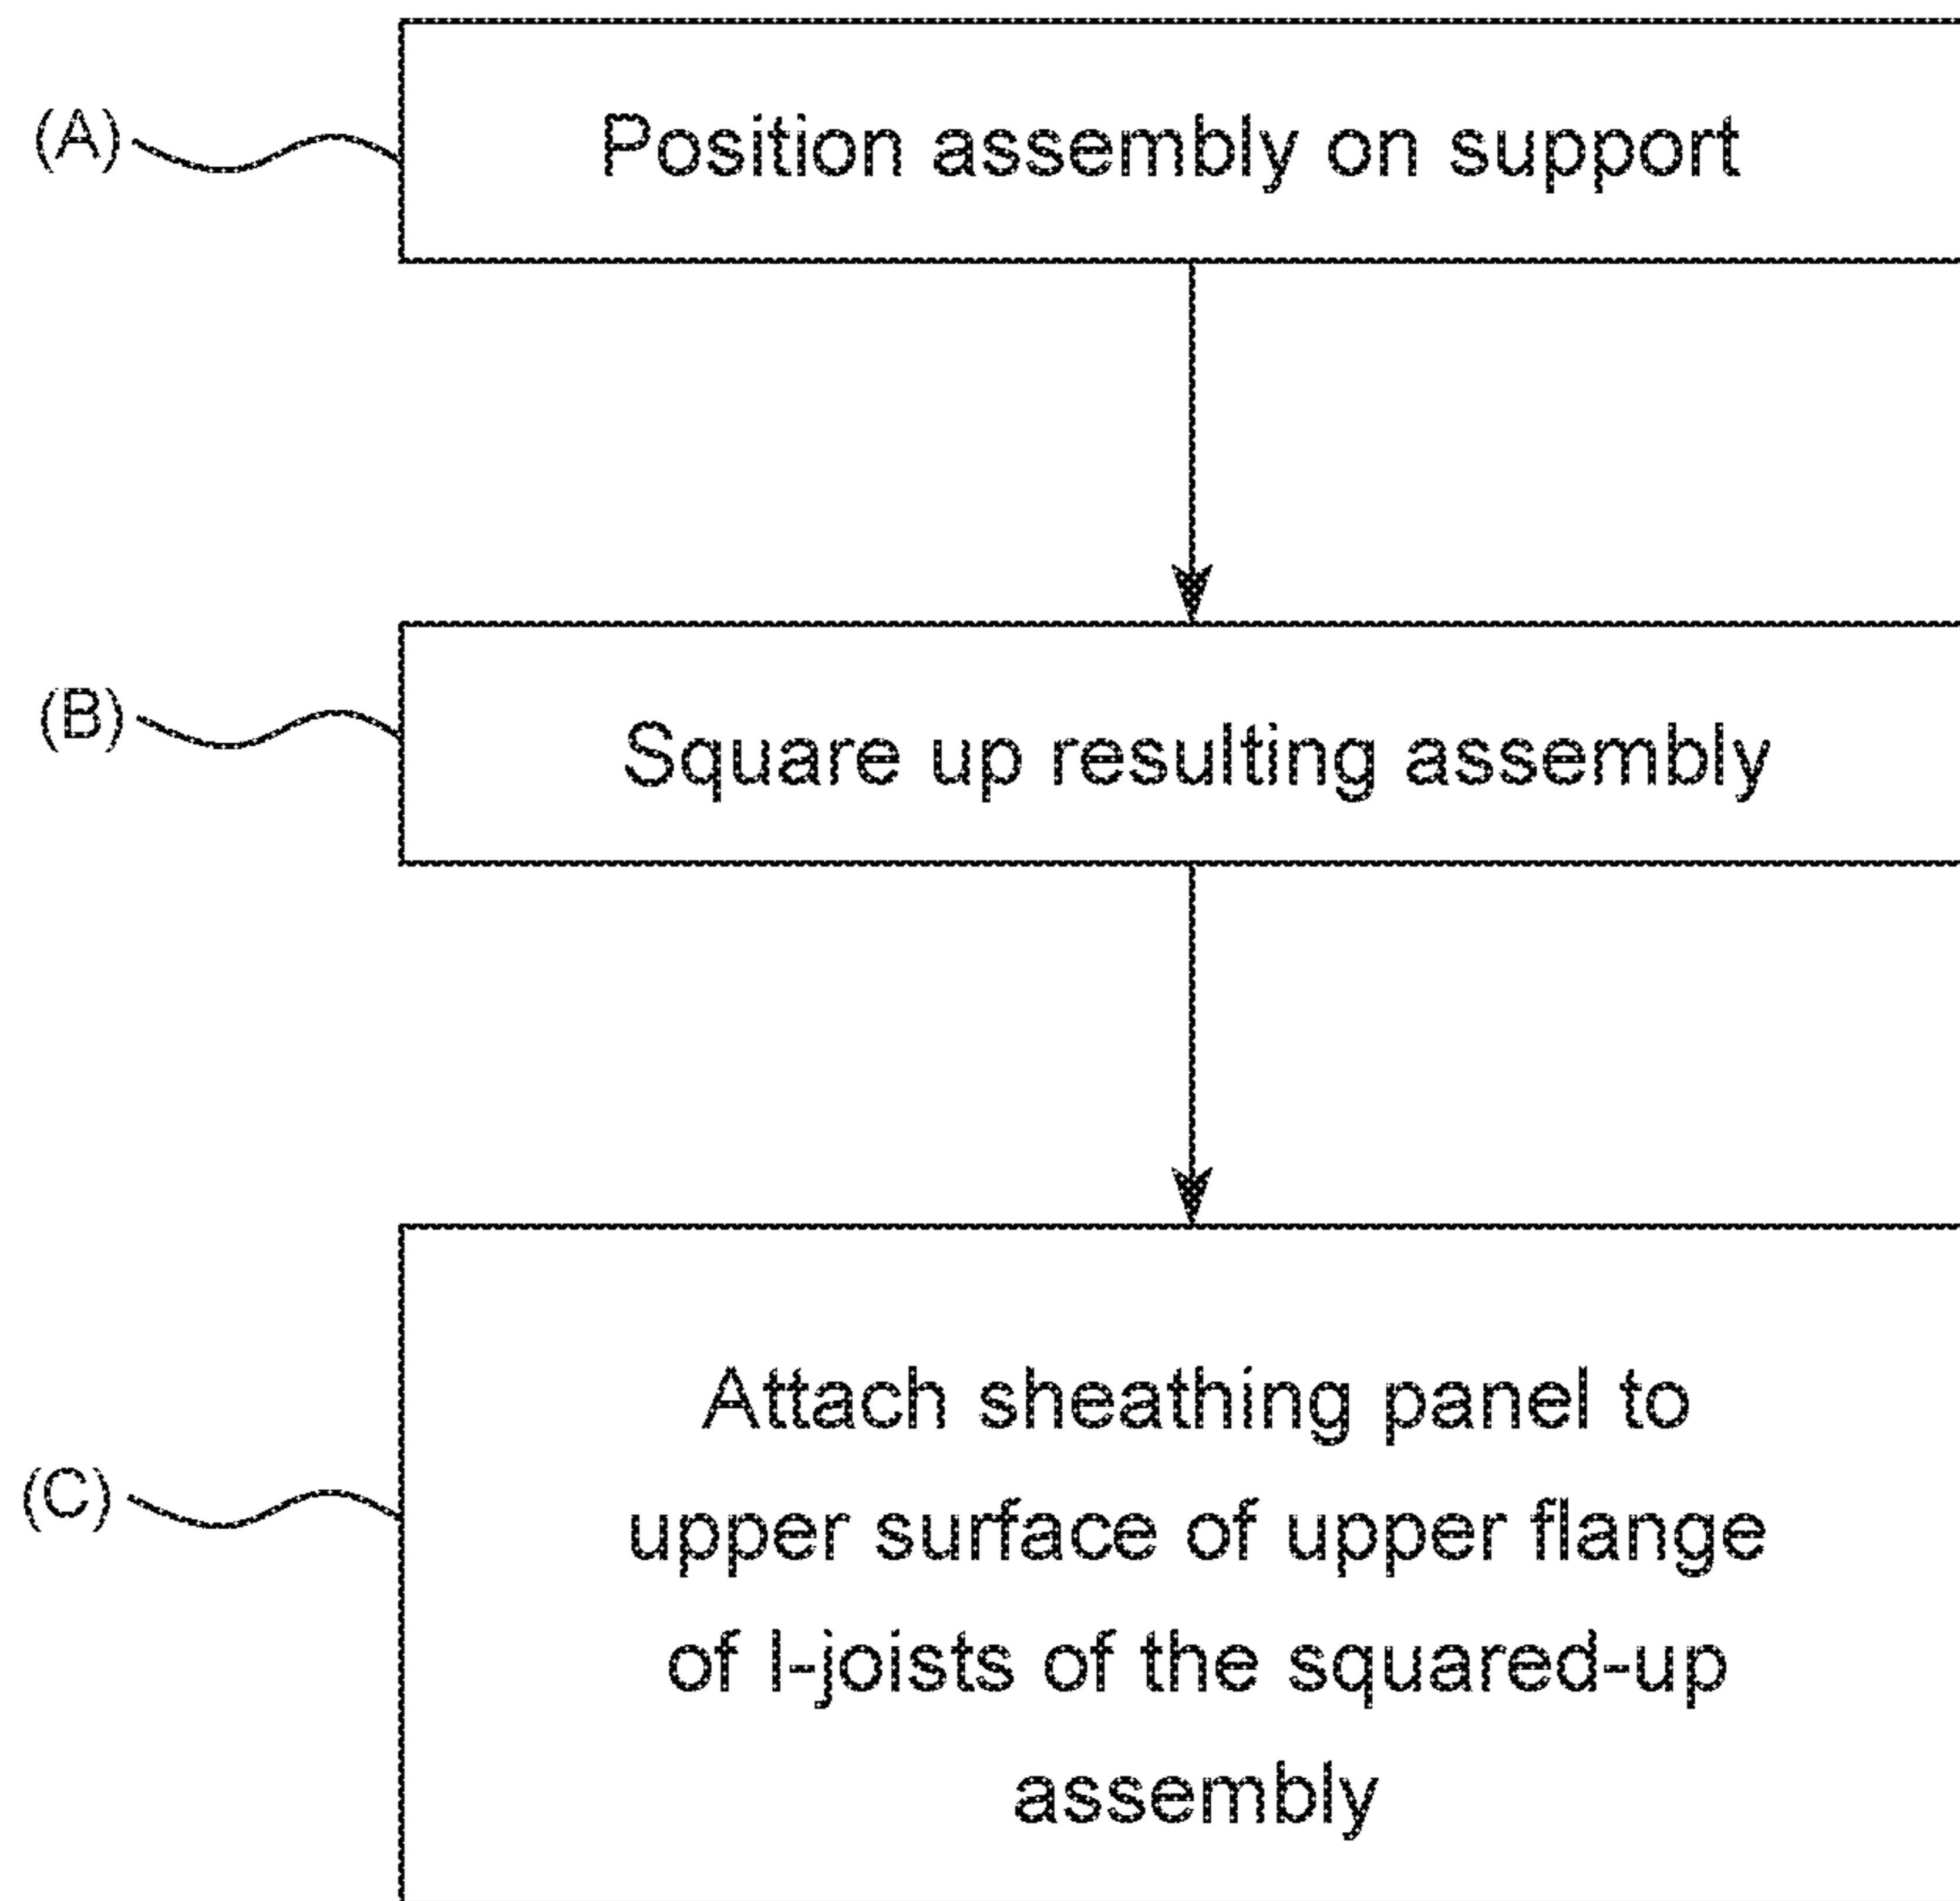 (A)
Position assembly on support
(B)
Square up resulting assembly
(C)
Attach sheathing panel to
upper surface of upper flange
of I-joists of the squared-up
assembly